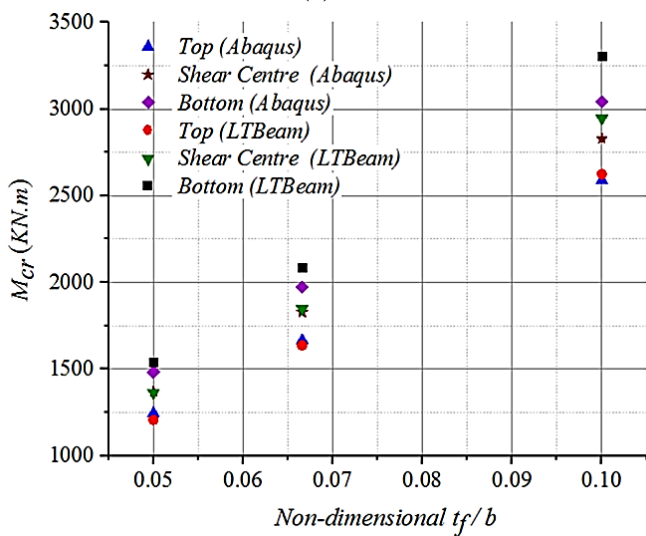 3500
3000
2500
2000
1500
1000
M_cr (KN.m)
Top (Abaqus)
Shear Centre (Abaqus)
Bottom (Abaqus)
Top (LTBeam)
Shear Centre (LTBeam)
Bottom (LTBeam)
0.05 0.06 0.07 0.08 0.09 0.10
Non-dimensional t_f / b